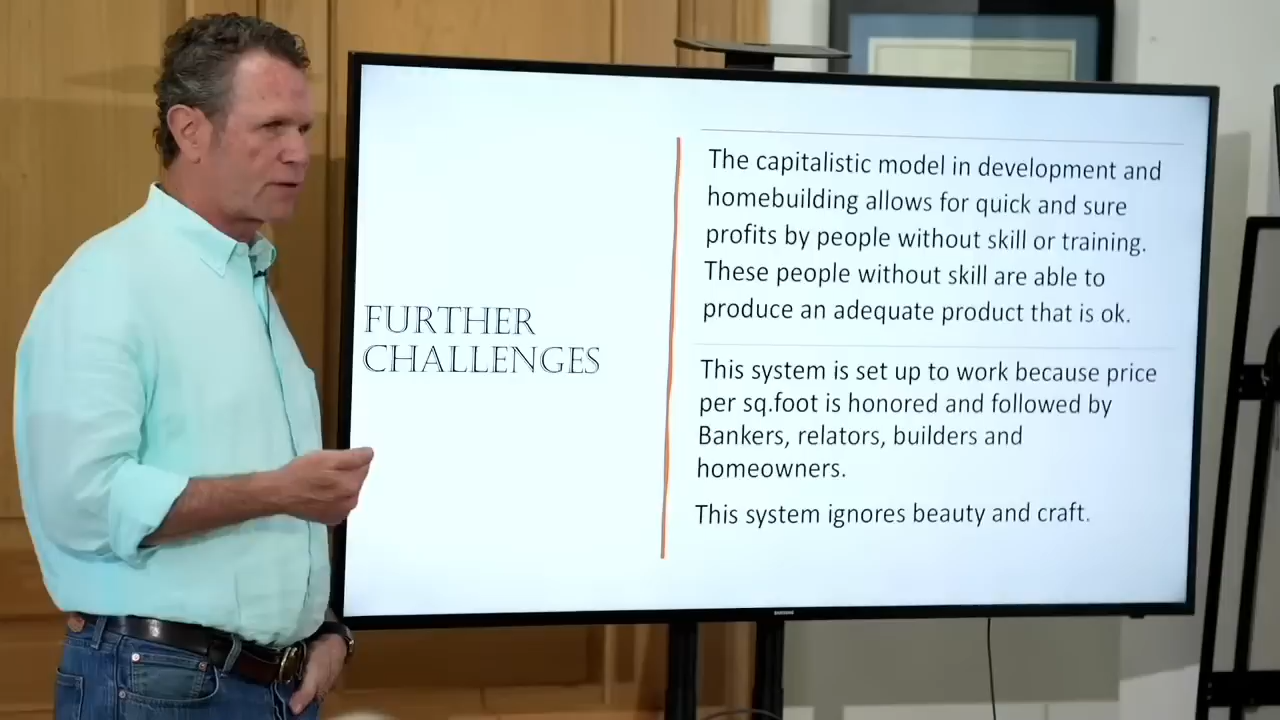 FURTHER
CHALLENGES
The capitalistic model in development and
homebuilding allows for quick and sure
profits by people without skill or training.
These people without skill are able to
produce an adequate product that is ok.
This system is set up to work because price
per sq.foot is honored and followed by
Bankers, relators, builders and
homeowners.
This system ignores beauty and craft.